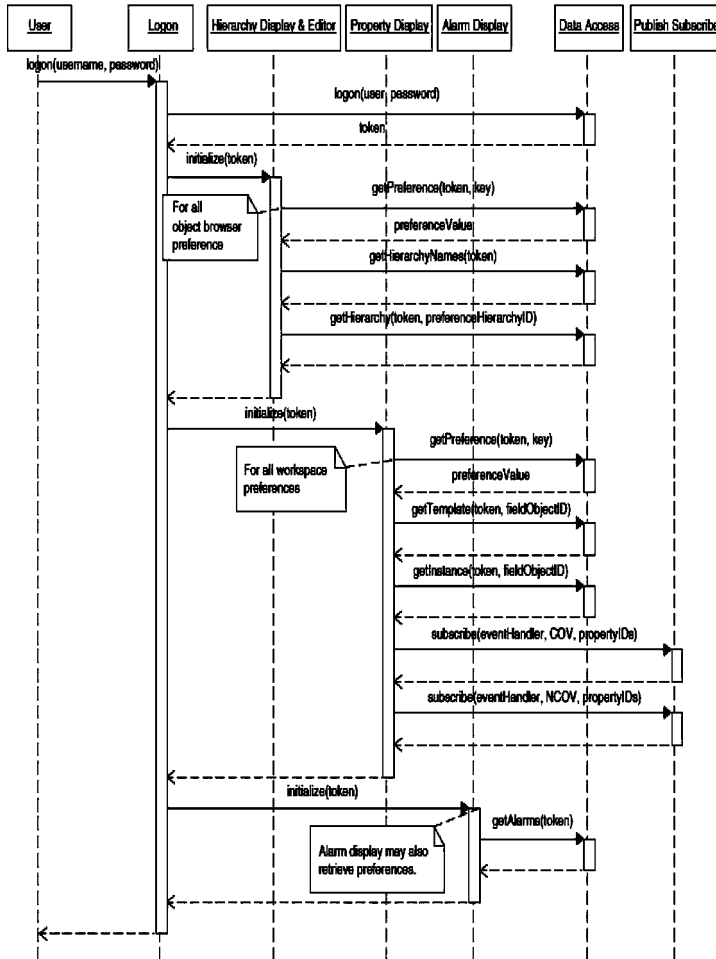 User
Logon
Hierarchy Display & Editor
Property Display
Alarm Display
Data Access
Publish Subscribe
logon(username, password)
logon(user, password)
token
initialize(token)
getPreference(token, key)
For all
object browser
preference
preferenceValue
getHierarchyNames(token)
getHierarchy(token, preferenceHierarchyID)
initialize(token)
getPreference(token, key)
For all workspace
preferences
preferenceValue
getTemplate(token, fieldObjectID)
getInstance(token, fieldObjectID)
subscribe(eventHandler, COV, propertyIDs)
subscribe(eventHandler, NCOV, propertyIDs)
initialize(token)
getAlarms(token)
Alarm display may also
retrieve preferences.